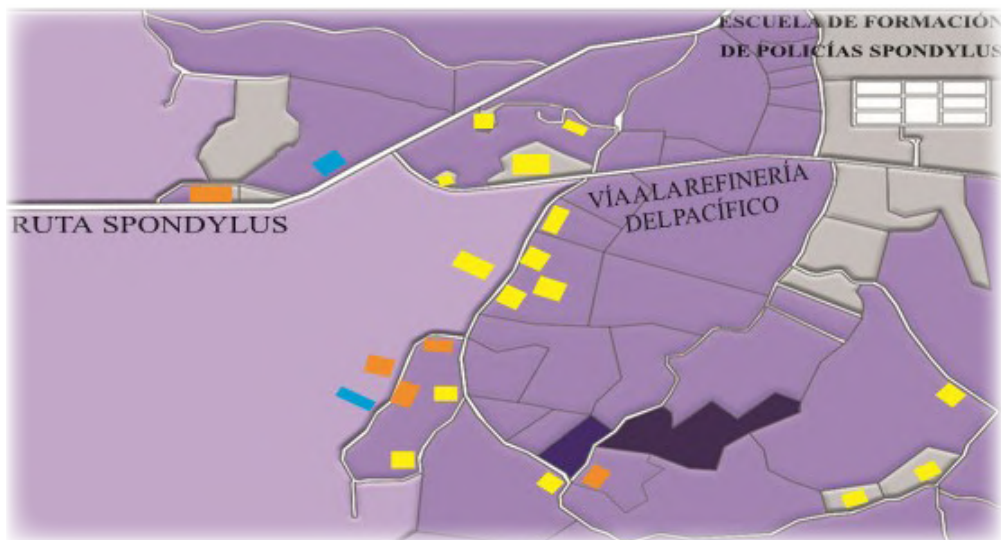 ESCUELA DE FORMACIÓN
DE POLICÍAS SPONDYLUS
VÍA A LA REFINERÍA
DEL PACÍFICO
RUTA SPONDYLUS